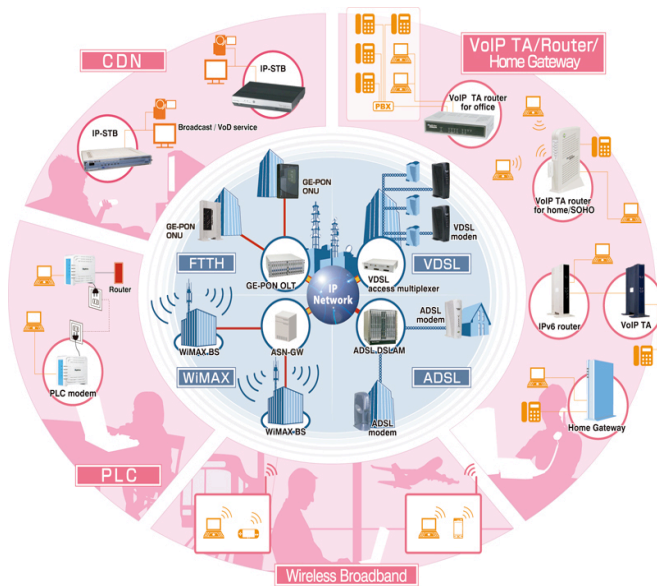 CDN
IP-STB
IP-STB
Broadcast / VoD service
VoIP TA/Router/
Home Gateway
PBX
VoIP TA router
for office
VoIP TA router
for home/SOHO
IPv6 router
VoIP TA
Home Gateway
GE-PON
ONU
GE-PON
ONU
FTTH
GE-PON OLT
VDSL
modem
VDSL
VDSL
access multiplexer
IP
Network
WiMAX-BS
ASN-GW
WiMAX
WiMAX-BS
ADSL DSLAM
ADSL
modem
ADSL
ADSL
modem
Router
PLC modem
PLC
Wireless Broadband